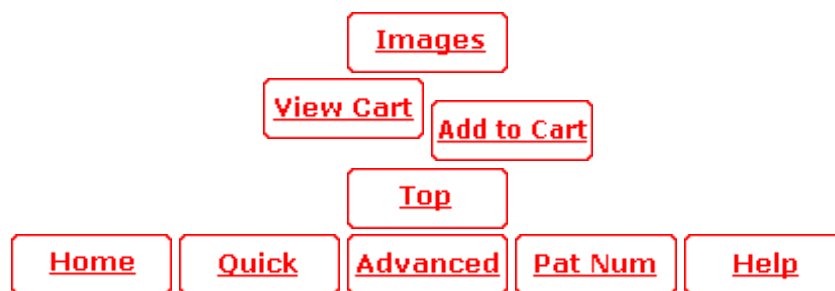 Images
View Cart
Add to Cart
Top
Home Quick Advanced Pat Num Help